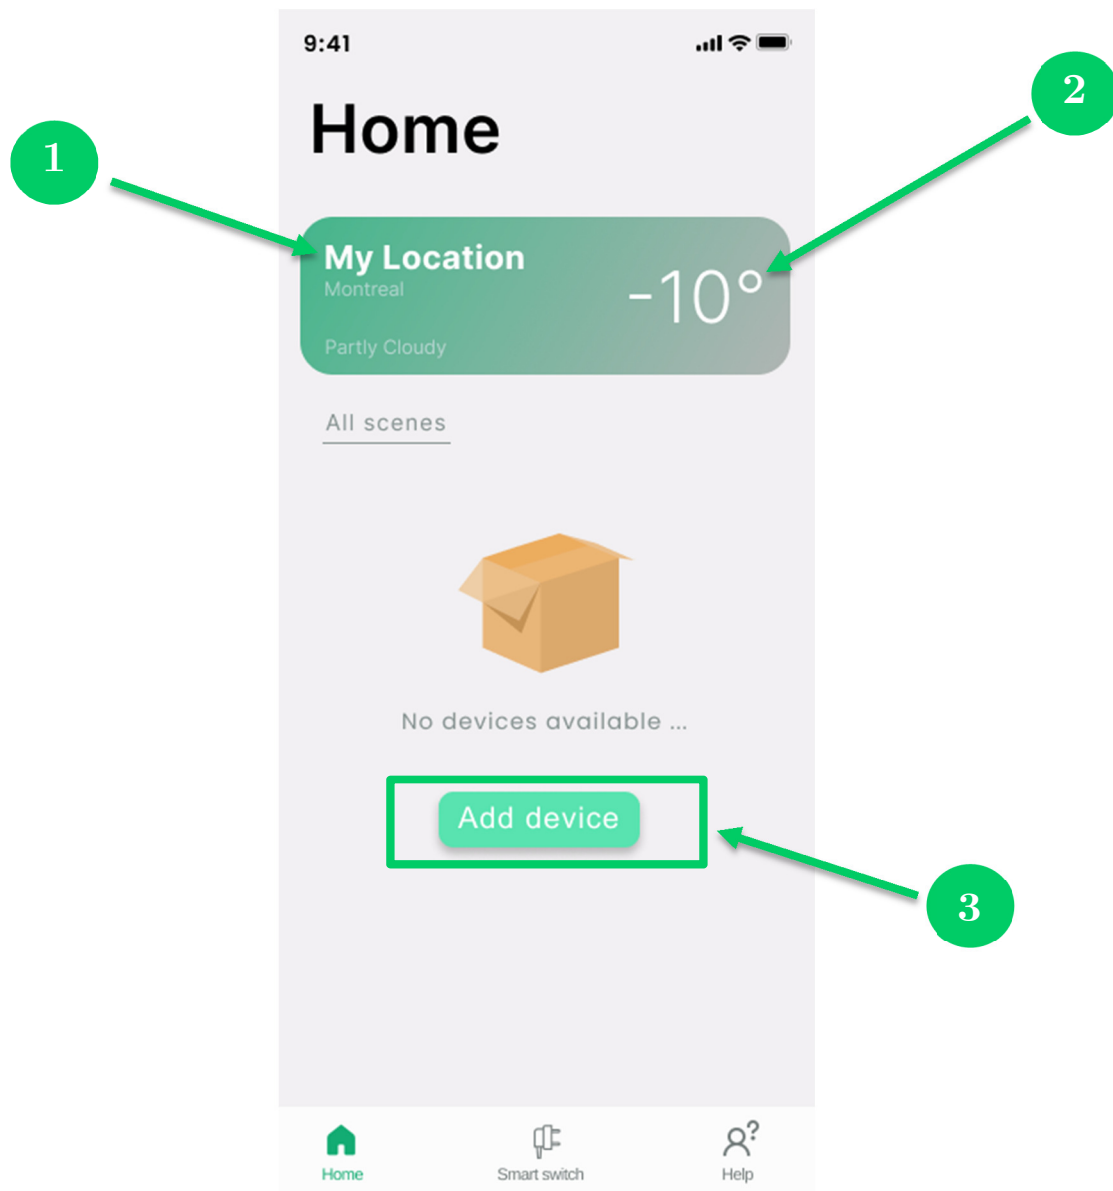 9:41
2
Home
1
My Location
Montreal
-10°
Partly Cloudy
All scenes
No devices available ...
Add device
3
Home
Smart switch
?
Help